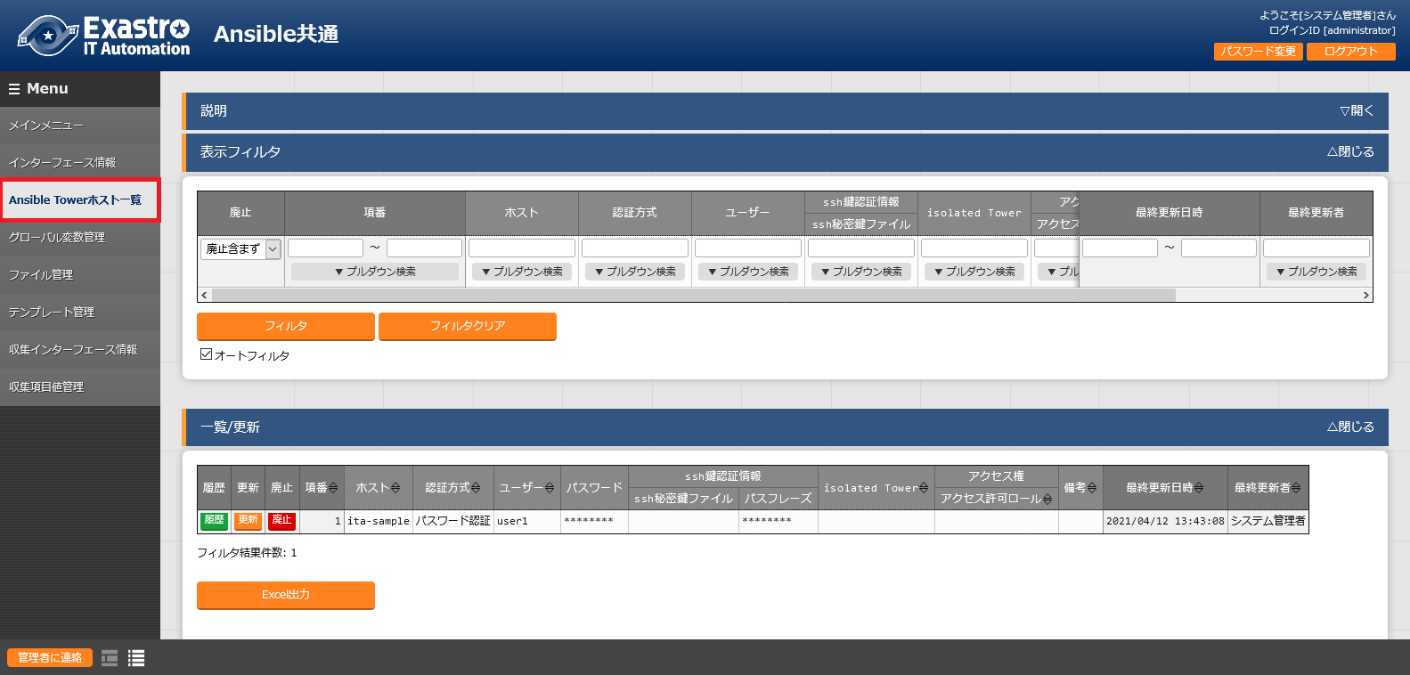 Exastro
IT Automation
Ansible共通
ようこそ[システム管理者]さん
ログインID [administrator]
パスワード変更 ログアウト
☰ Menu
メインメニュー
インターフェース情報
Ansible Towerホスト一覧
グローバル変数管理
ファイル管理
テンプレート管理
収集インターフェース情報
収集項目値管理
説明 ▽開く
表示フィルタ △閉じる
廃止 項番 ホスト 認証方式 ユーザー ssh鍵認証情報 isolated Tower アク 最終更新日時 最終更新者
ssh秘密鍵ファイル アクセス
廃止含まず ～ ～
▼プルダウン検索 ▼プルダウン検索 ▼プルダウン検索 ▼プルダウン検索 ▼プルダウン検索 ▼プルダウン検索 ▼プル ▼プルダウン検索
フィルタ フィルタクリア
オートフィルタ
一覧/更新 △閉じる
履歴 更新 廃止 項番 ホスト 認証方式 ユーザー パスワード ssh鍵認証情報 isolated Tower アクセス権 備考 最終更新日時 最終更新者
ssh秘密鍵ファイル パスフレーズ アクセス許可ロール
履歴 更新 廃止 1 ita-sample パスワード認証 user1 ******** ******** 2021/04/12 13:43:08 システム管理者
フィルタ結果件数: 1
Excel出力
管理者に連絡